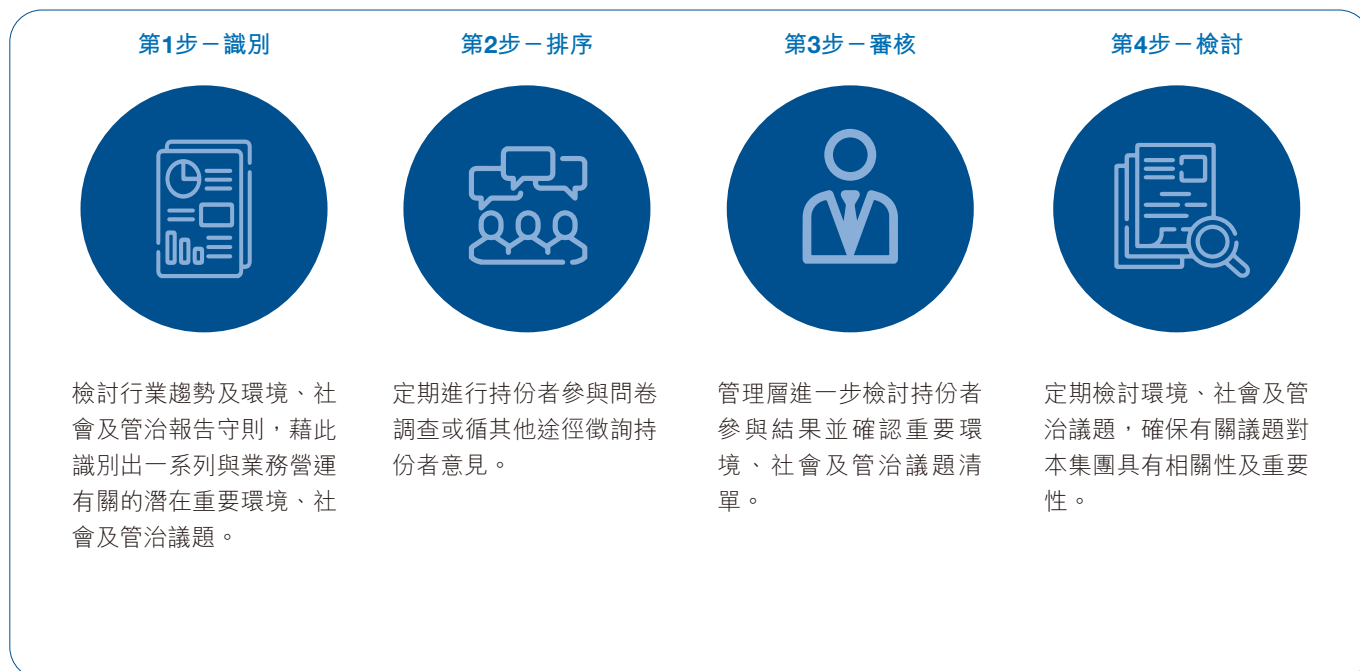 第1步－識別
檢討行業趨勢及環境、社
會及管治報告守則，藉此
識別出一系列與業務營運
有關的潛在重要環境、社
會及管治議題。
第2步－排序
定期進行持份者參與問卷
調查或循其他途徑徵詢持
份者意見。
第3步－審核
管理層進一步檢討持份者
參與結果並確認重要環
境、社會及管治議題清
單。
第4步－檢討
定期檢討環境、社會及管
治議題，確保有關議題對
本集團具有相關性及重要
性。